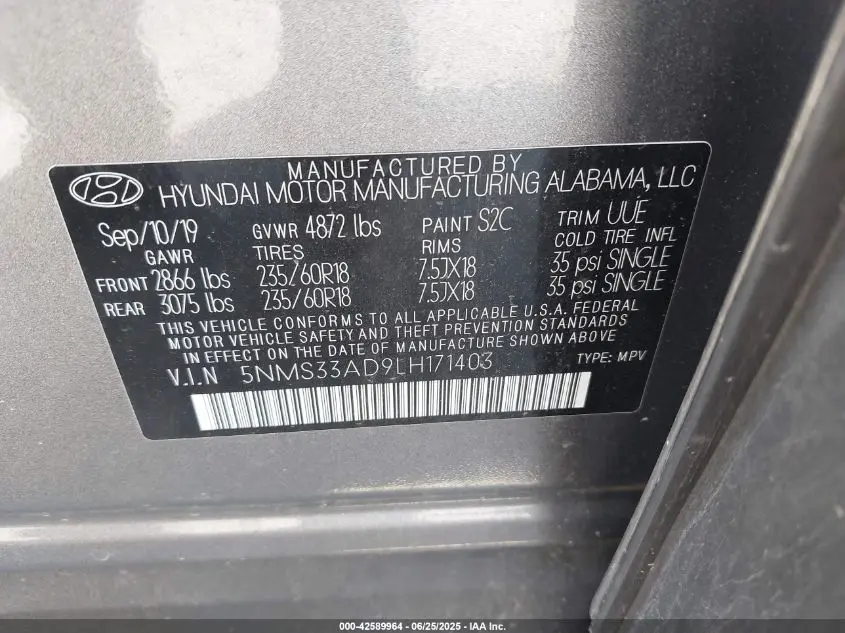 MANUFACTURED BY
HYUNDAI MOTOR MANUFACTURING ALABAMA, LLC
Sep/10/19 GVWR 4872 lbs PAINT S2C TRIM UUE
GAWR TIRES RIMS COLD TIRE INFL
FRONT 2866 lbs 235/60R18 7.5JX18 35 psi SINGLE
REAR 3075 lbs 235/60R18 7.5JX18 35 psi SINGLE
THIS VEHICLE CONFORMS TO ALL APPLICABLE U.S.A. FEDERAL
MOTOR VEHICLE SAFETY AND THEFT PREVENTION STANDARDS
IN EFFECT ON THE DATE OF MANUFACTURE SHOWN ABOVE
V.I.N 5NMS33AD9LH171403 TYPE: MPV
000-42589964 - 06/25/2025 - IAA Inc.